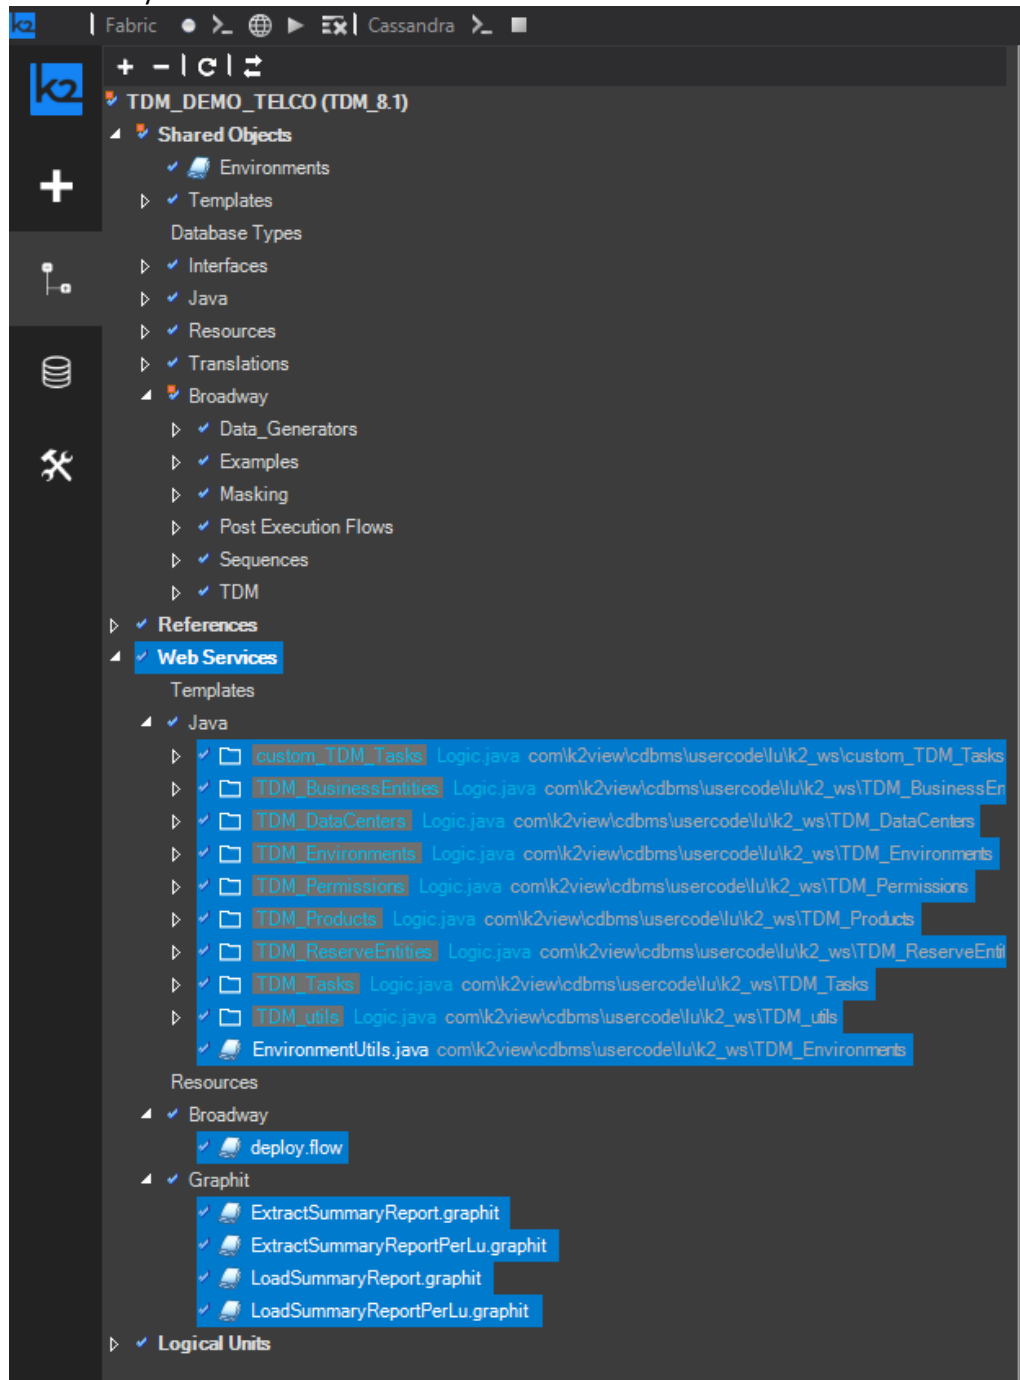 k2 Fabric Cassandra
k2
TDM_DEMO_TELCO (TDM_8.1)
Shared Objects
Environments
Templates
Database Types
Interfaces
Java
Resources
Translations
Broadway
Data_Generators
Examples
Masking
Post Execution Flows
Sequences
TDM
References
Web Services
Templates
Java
custom_TDM_Tasks Logic.java com\k2view\cdbms\usercode\lu\k2_ws\custom_TDM_Tasks
TDM_BusinessEntities Logic.java com\k2view\cdbms\usercode\lu\k2_ws\TDM_BusinessEn
TDM_DataCenters Logic.java com\k2view\cdbms\usercode\lu\k2_ws\TDM_DataCenters
TDM_Environments Logic.java com\k2view\cdbms\usercode\lu\k2_ws\TDM_Environments
TDM_Permissions Logic.java com\k2view\cdbms\usercode\lu\k2_ws\TDM_Permissions
TDM_Products Logic.java com\k2view\cdbms\usercode\lu\k2_ws\TDM_Products
TDM_ReserveEntities Logic.java com\k2view\cdbms\usercode\lu\k2_ws\TDM_ReserveEntit
TDM_Tasks Logic.java com\k2view\cdbms\usercode\lu\k2_ws\TDM_Tasks
TDM_utils Logic.java com\k2view\cdbms\usercode\lu\k2_ws\TDM_utils
EnvironmentUtils.java com\k2view\cdbms\usercode\lu\k2_ws\TDM_Environments
Resources
Broadway
deploy.flow
Graphit
ExtractSummaryReport.graphit
ExtractSummaryReportPerLu.graphit
LoadSummaryReport.graphit
LoadSummaryReportPerLu.graphit
Logical Units